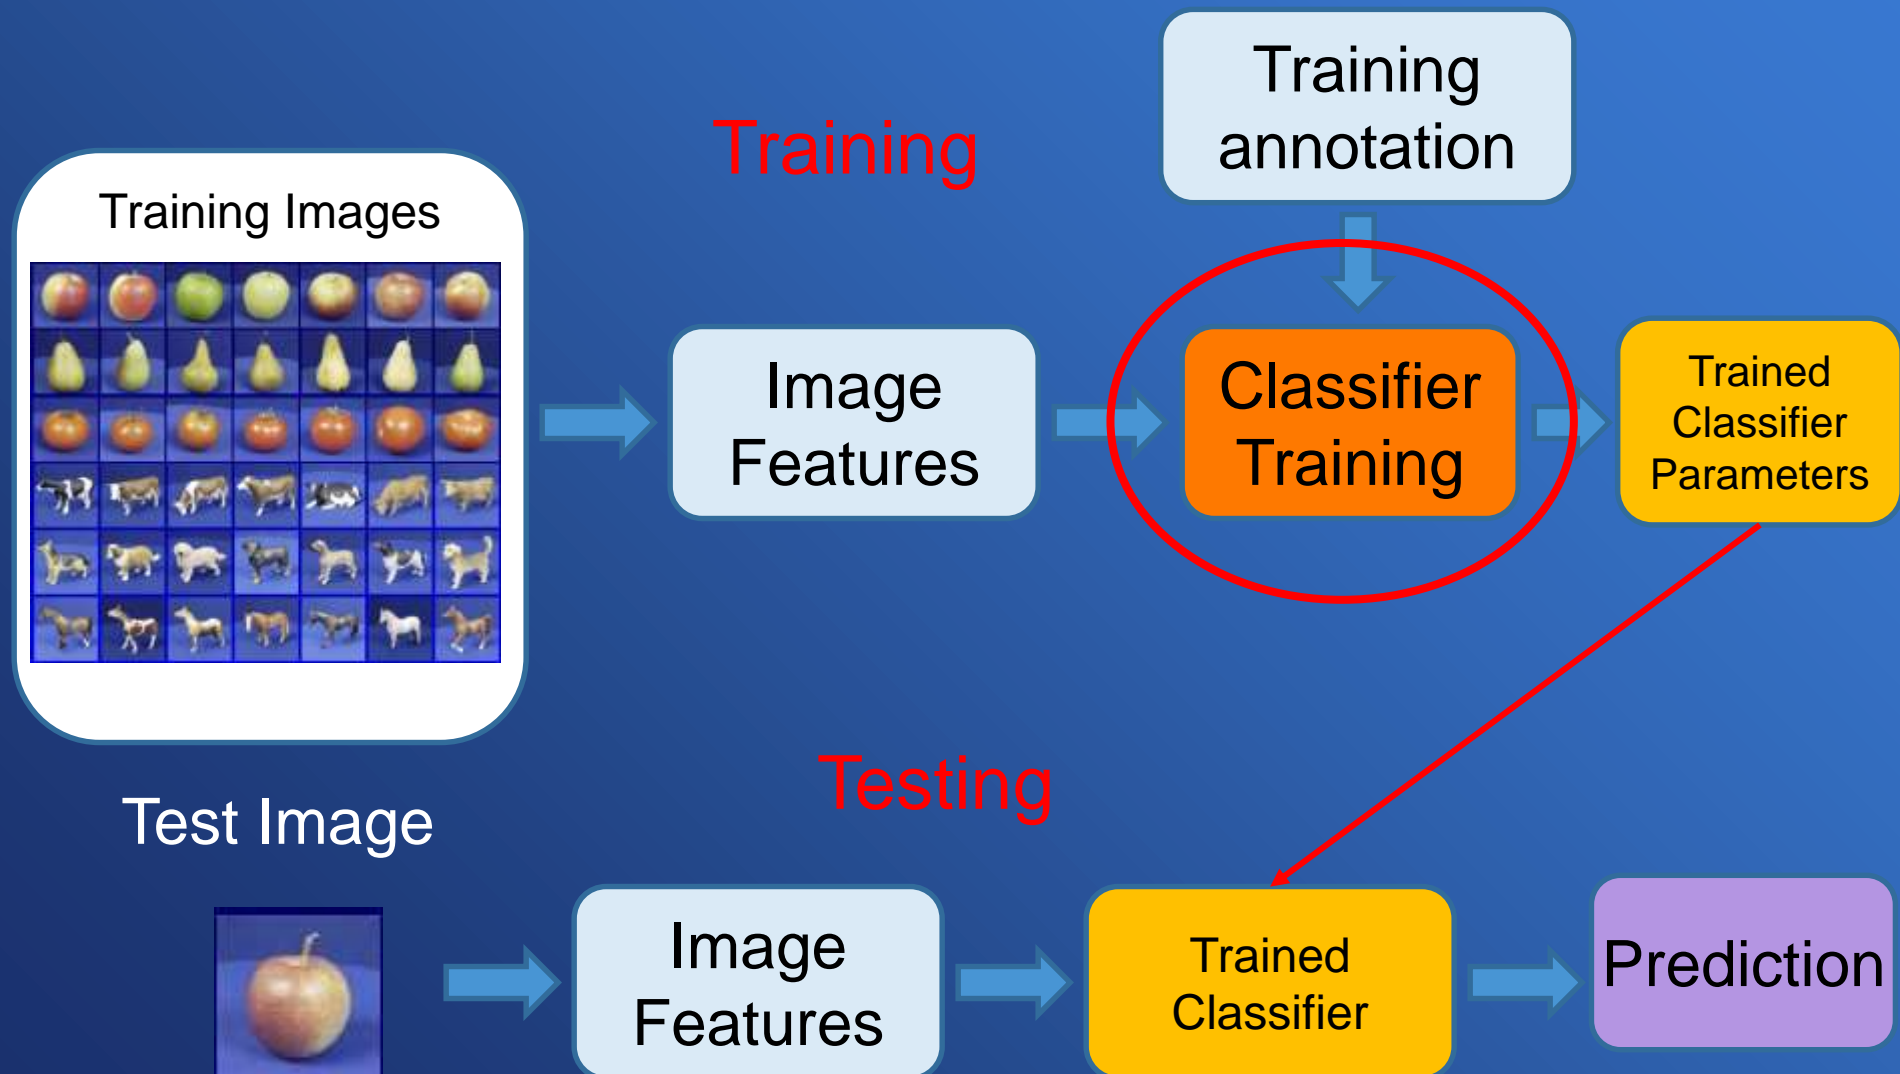 Training
annotation
Training
Training Images
Image
Features
Classifier
Training
Trained
Classifier
Parameters
Testing
Test Image
Image
Features
Trained
Classifier
Prediction